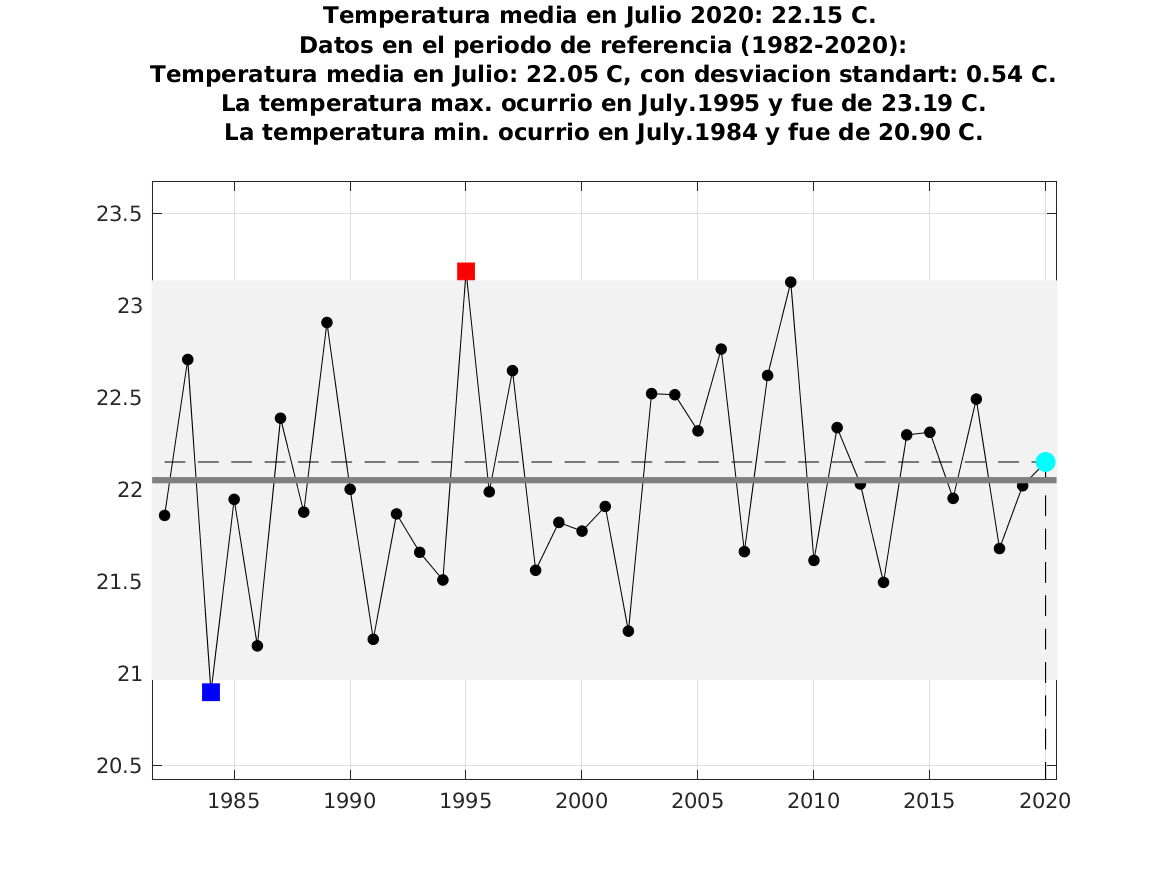 Temperatura media en Julio 2020: 22.15 C.
Datos en el periodo de referencia (1982-2020):
Temperatura media en Julio: 22.05 C, con desviacion standart: 0.54 C.
La temperatura max. ocurrio en July.1995 y fue de 23.19 C.
La temperatura min. ocurrio en July.1984 y fue de 20.90 C.
23.5
23
22.5
22
21.5
21
20.5
1985 1990 1995 2000 2005 2010 2015 2020